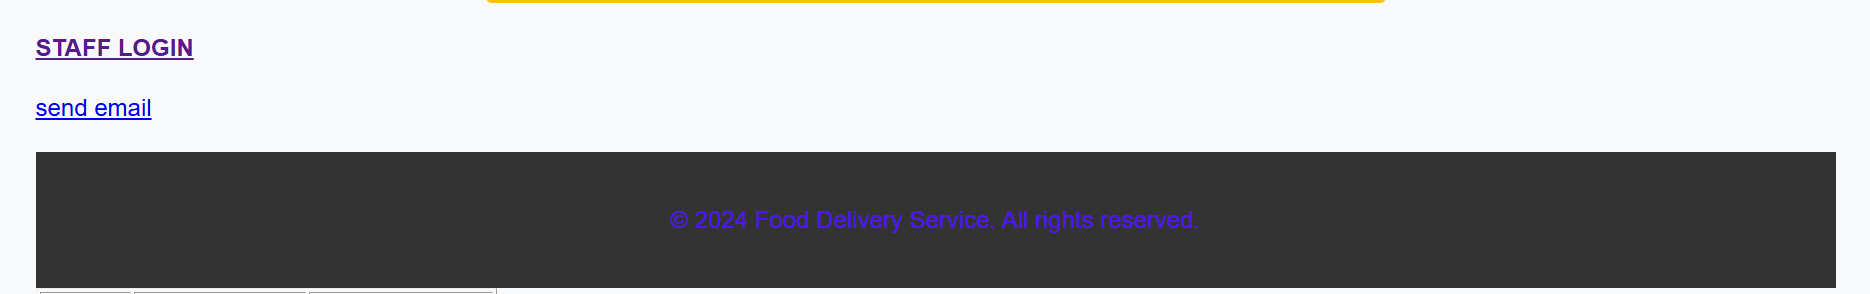 STAFF LOGIN
send email
© 2024 Food Delivery Service. All rights reserved.